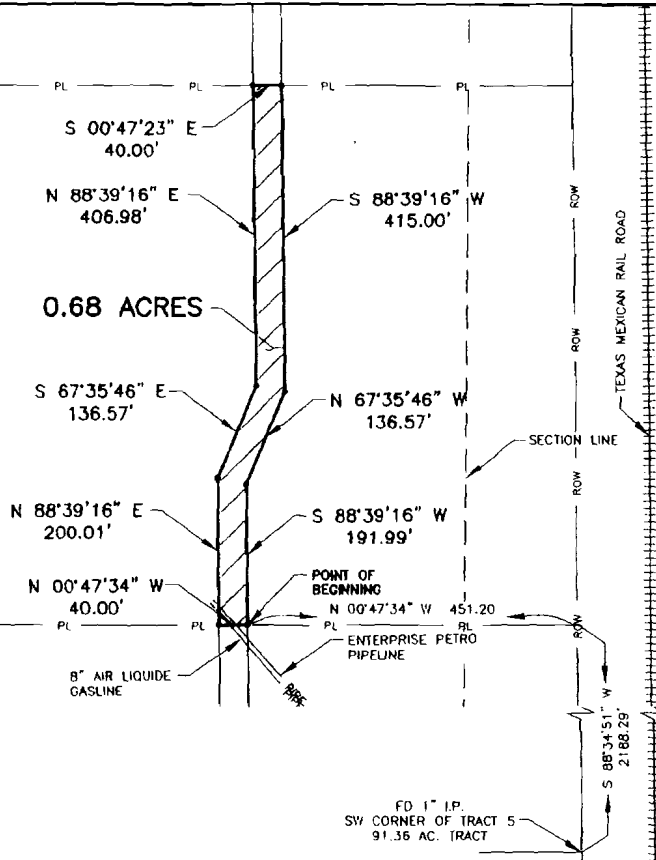 PL PL PL PL
S 00°47'23" E
40.00'
N 88°39'16" E
406.98'
S 88°39'16" W
415.00'
ROW
TEXAS MEXICAN RAIL ROAD
0.68 ACRES
ROW
S 67°35'46" E
136.57'
N 67°35'46" W
136.57'
SECTION LINE
ROW
N 88°39'16" E
200.01'
S 88°39'16" W
191.99'
N 00°47'34" W
40.00'
POINT OF
BEGINNING
N 00°47'34" W 451.20
PL PL PL PL
ROW
ENTERPRISE PETRO
PIPELINE
8" AIR LIQUIDE
GASLINE
S 88°34'51" W
2188.29'
FD 1" I.P.
SW CORNER OF TRACT 5
91.36 AC. TRACT